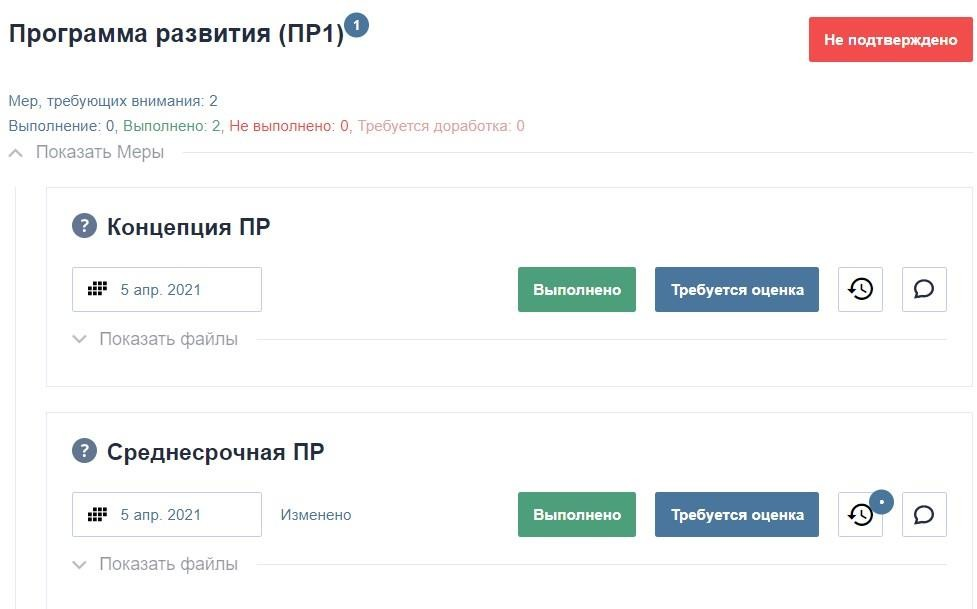 Программа развития (ПР1) 1
Не подтверждено
Мер, требующих внимания: 2
Выполнение: 0, Выполнено: 2, Не выполнено: 0, Требуется доработка: 0
Показать Меры
? Концепция ПР
5 апр. 2021 Выполнено Требуется оценка
Показать файлы
? Среднесрочная ПР
5 апр. 2021 Изменено Выполнено Требуется оценка
Показать файлы